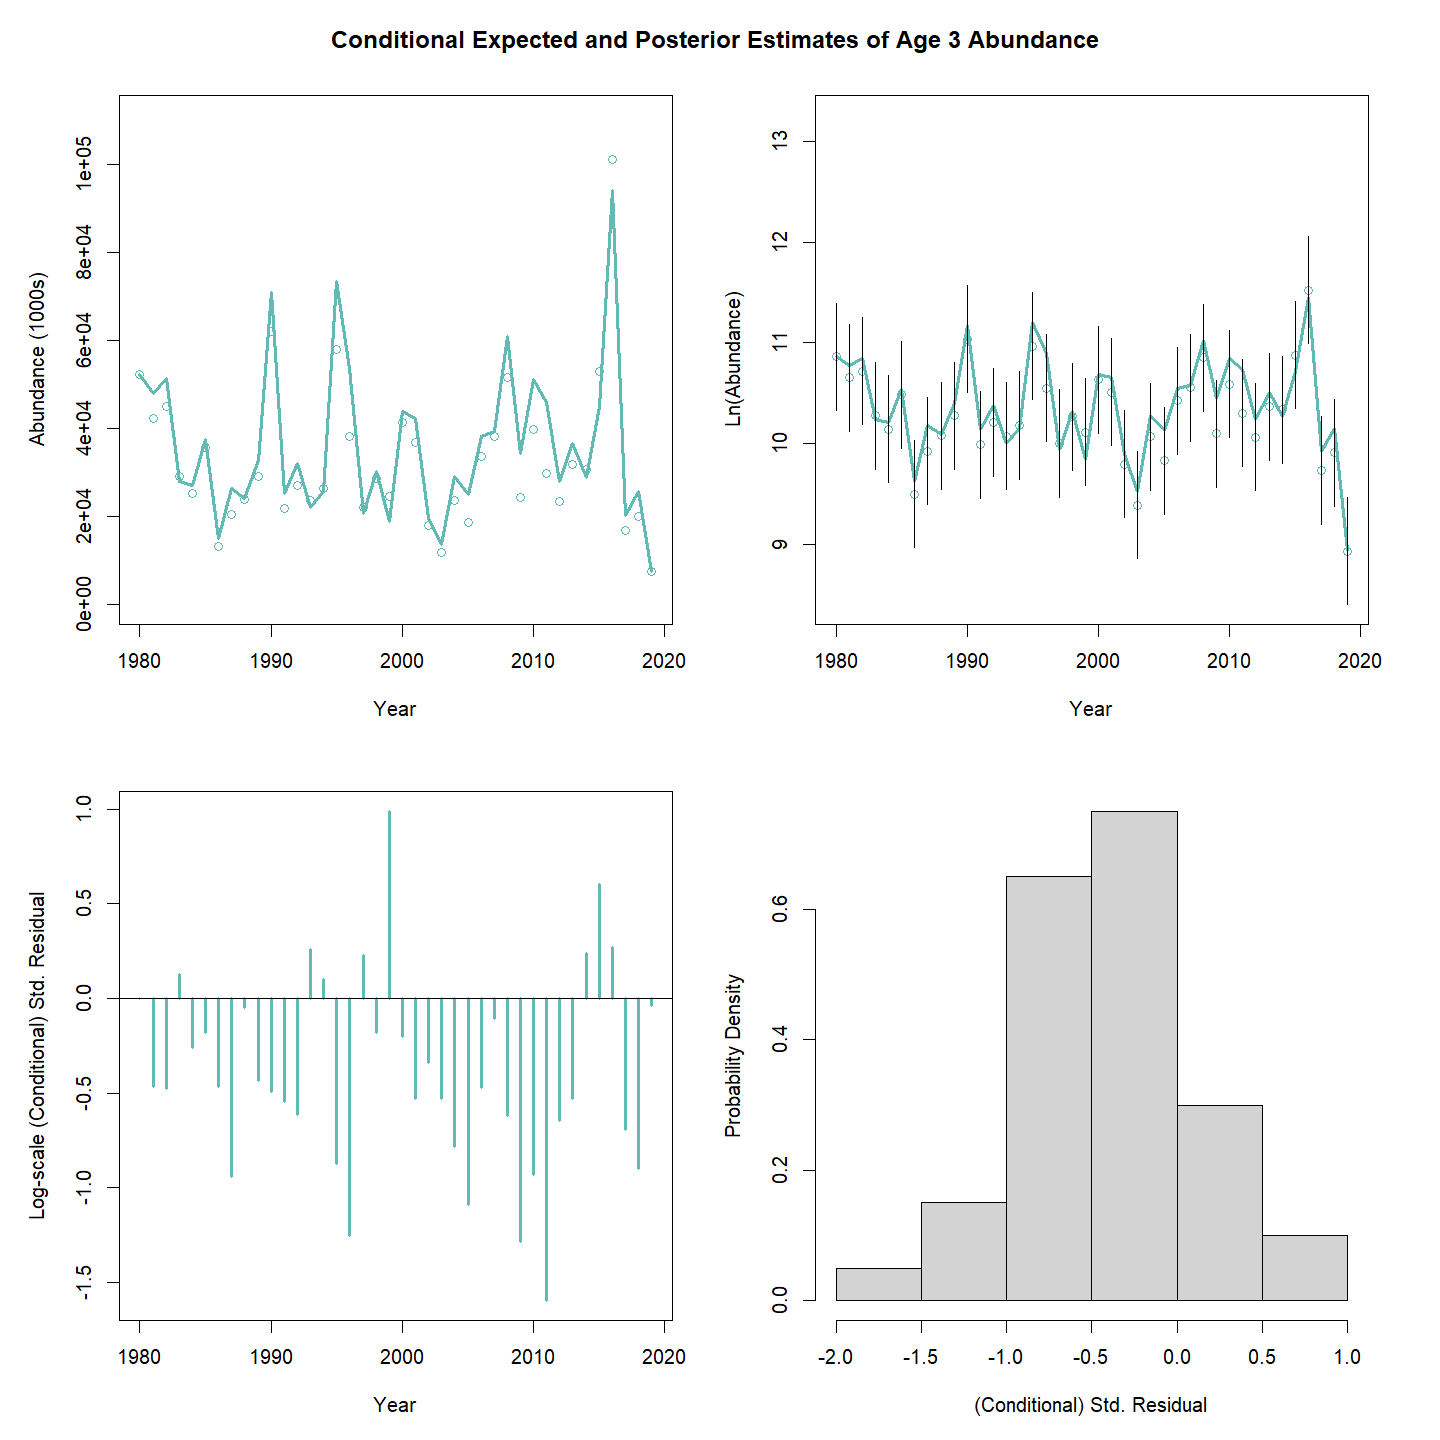 Conditional Expected and Posterior Estimates of Age 3 Abundance
Abundance (1000s)
1e+05
8e+04
6e+04
4e+04
2e+04
0e+00
1980 1990 2000 2010 2020
Year
Ln(Abundance)
13
12
11
10
9
1980 1990 2000 2010 2020
Year
Log-scale (Conditional) Std. Residual
1.0
0.5
0.0
-0.5
-1.0
-1.5
1980 1990 2000 2010 2020
Year
Probability Density
0.6
0.4
0.2
0.0
-2.0 -1.5 -1.0 -0.5 0.0 0.5 1.0
(Conditional) Std. Residual